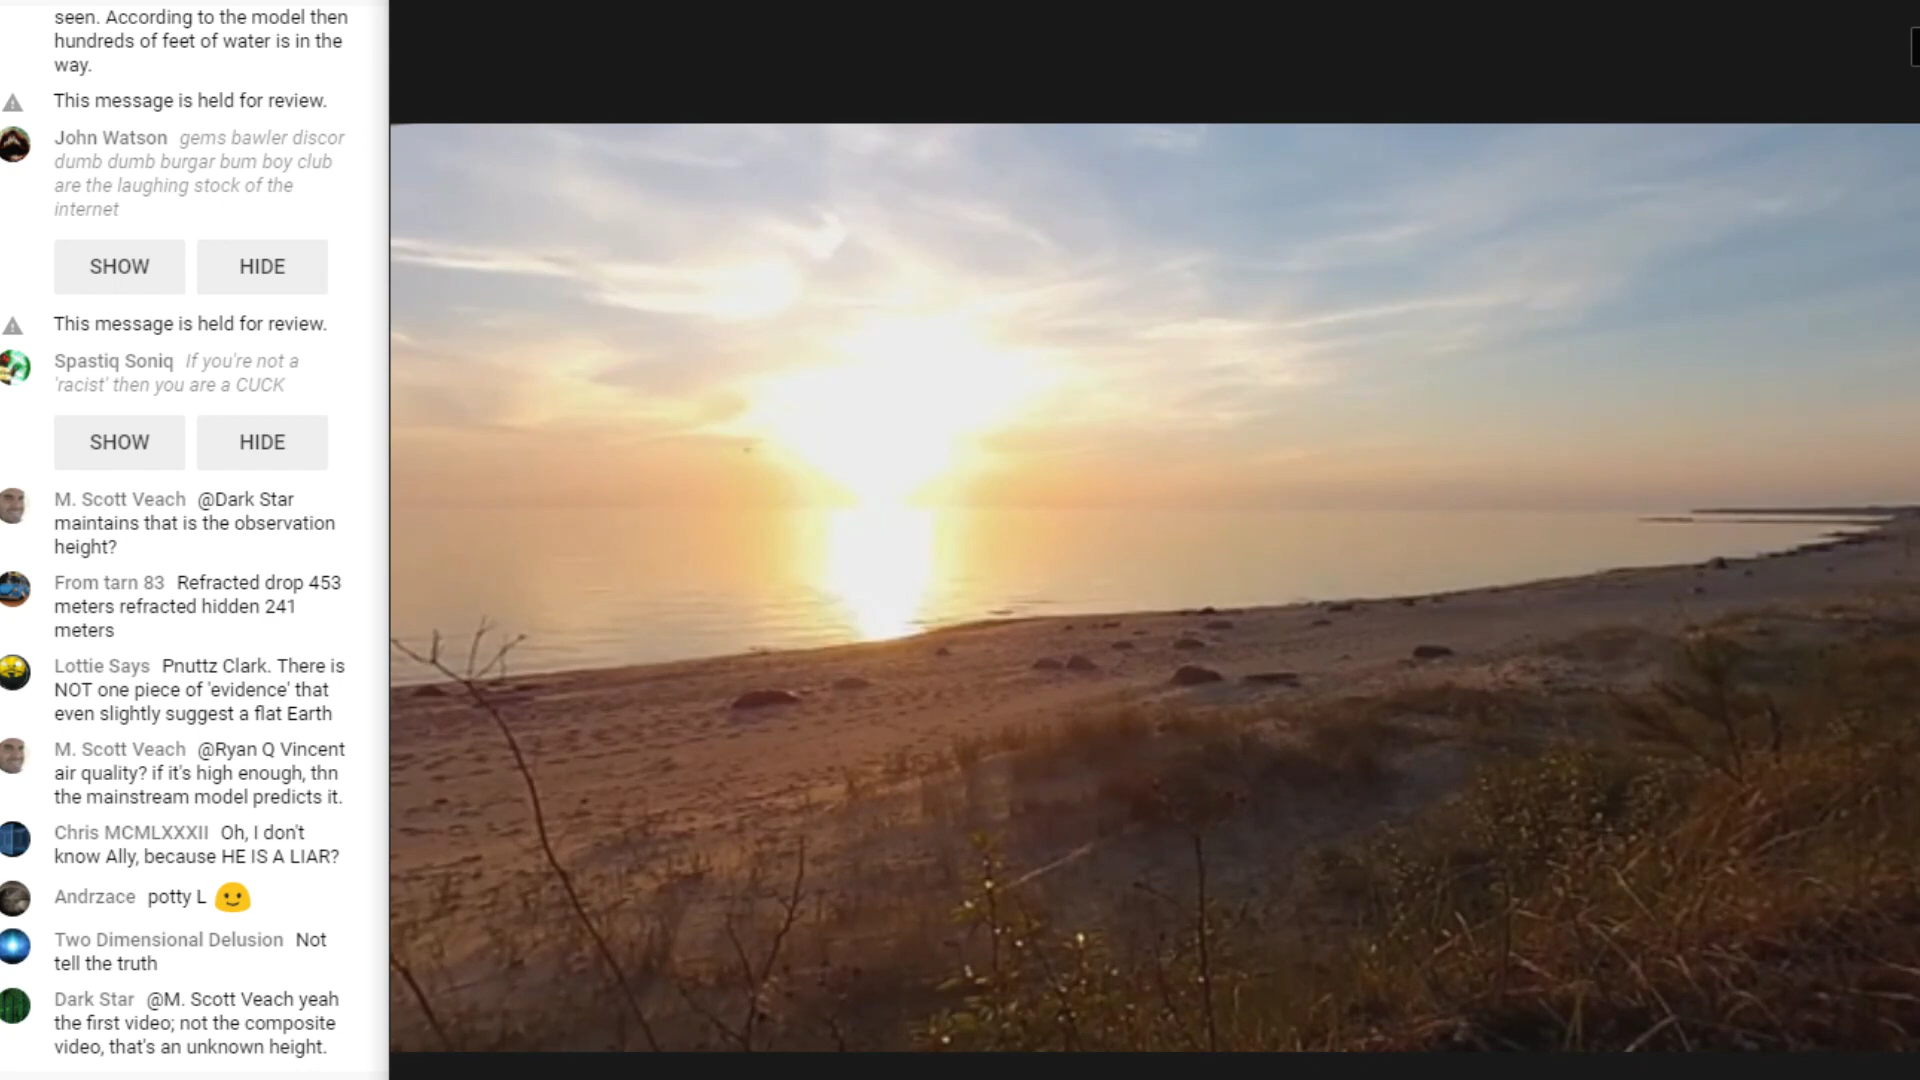 seen. According to the model then
hundreds of feet of water is in the
way.
This message is held for review.
John Watson gems bawler discor
dumb dumb burgar bum boy club
are the laughing stock of the
internet
SHOW HIDE
This message is held for review.
Spastiq Soniq If you're not a
'racist' then you are a CUCK
SHOW HIDE
M. Scott Veach @Dark Star
maintains that is the observation
height?
From tarn 83 Refracted drop 453
meters refracted hidden 241
meters
Lottie Says Pnuttz Clark. There is
NOT one piece of 'evidence' that
even slightly suggest a flat Earth
M. Scott Veach @Ryan Q Vincent
air quality? if it's high enough, thn
the mainstream model predicts it.
Chris MCMLXXXII Oh, I don't
know Ally, because HE IS A LIAR?
Andrzace potty L
Two Dimensional Delusion Not
tell the truth
Dark Star @M. Scott Veach yeah
the first video; not the composite
video, that's an unknown height.